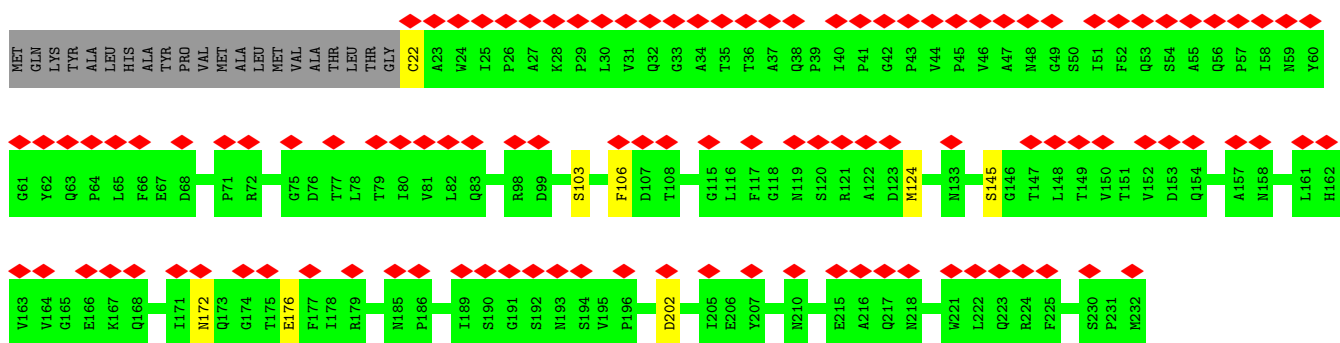 MET GLN LYS TYR ALA LEU HIS ALA TYR PRO VAL MET ALA LEU MET VAL ALA THR LEU THR GLY C22 A23 W24 I25 P26 A27 K28 P29 L30 V31 Q32 G33 A34 T35 T36 A37 Q38 P39 I40 P41 G42 P43 V44 P45 V46 A47 N48 G49 S50 I51 F52 Q53 S54 A55 Q56 P57 I58 N59 Y60
G61 Y62 Q63 P64 L65 F66 E67 D68 P71 R72 G75 D76 T77 L78 T79 I80 V81 L82 Q83 R98 D99 S103 F106 D107 T108 G115 L116 F117 G118 N119 S120 R121 A122 D123 M124 N133 S145 G146 T147 L148 T149 V150 T151 V152 D153 Q154 A157 N158 L161 H162
V163 V164 G165 E166 K167 Q168 I171 N172 Q173 G174 T175 E176 F177 I178 R179 N185 P186 I189 S190 G191 S192 N193 S194 V195 P196 D202 I205 E206 Y207 N210 E215 A216 Q217 N218 W221 L222 Q223 R224 F225 S230 P231 M232